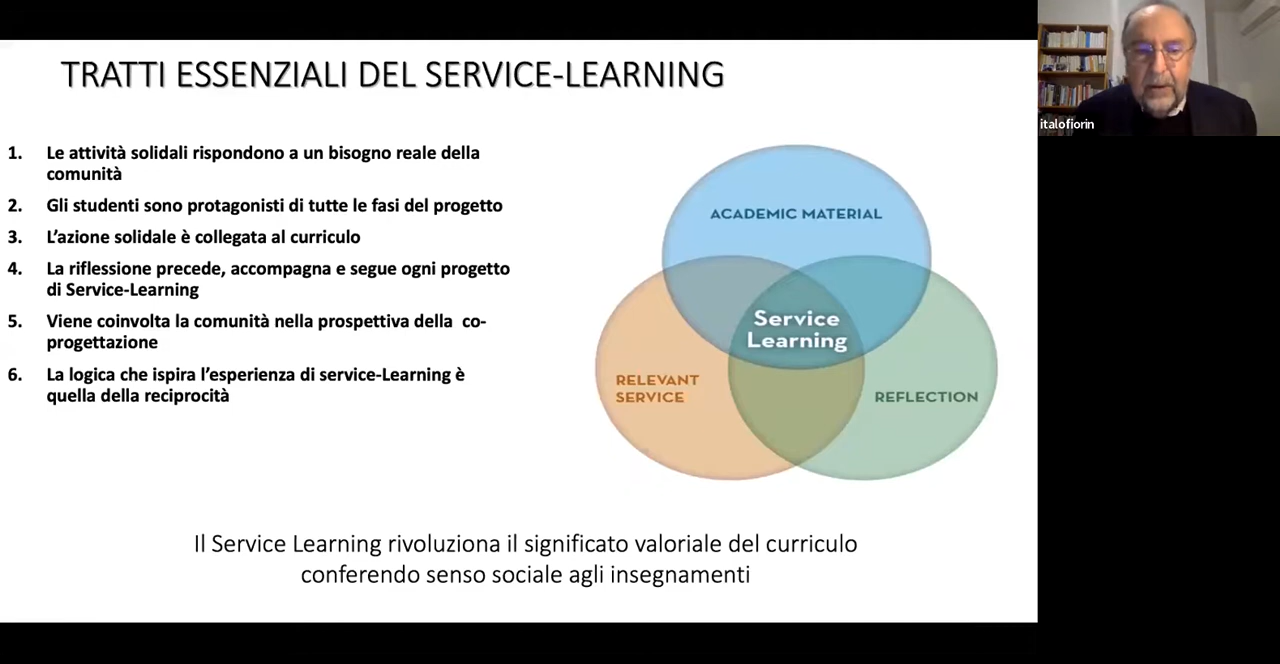 TRATTI ESSENZIALI DEL SERVICE-LEARNING
1. Le attività solidali rispondono a un bisogno reale della
comunità
2. Gli studenti sono protagonisti di tutte le fasi del progetto
3. L'azione solidale è collegata al curriculo
4. La riflessione precede, accompagna e segue ogni progetto
di Service-Learning
5. Viene coinvolta la comunità nella prospettiva della co-
progettazione
6. La logica che ispira l'esperienza di service-Learning è
quella della reciprocità
ACADEMIC MATERIAL
Service
Learning
RELEVANT
SERVICE
REFLECTION
Il Service Learning rivoluziona il significato valoriale del curriculo
conferendo senso sociale agli insegnamenti
italofiorin